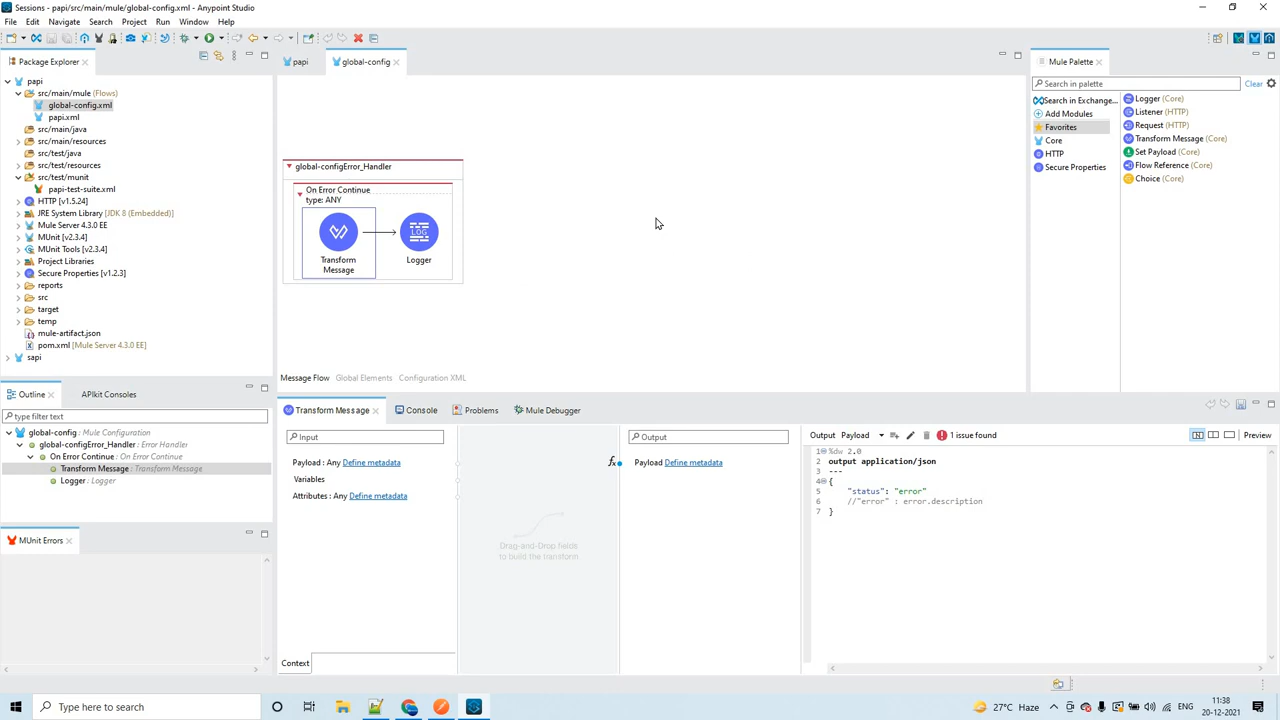 Sessions - papi/src/main/mule/global-config.xml - Anypoint Studio
File Edit Navigate Search Project Run Window Help
Package Explorer
papi
src/main/mule (Flows)
global-config.xml
papi.xml
src/main/java
src/main/resources
src/test/java
src/test/resources
src/test/munit
papi-test-suite.xml
HTTP [v1.5.24]
JRE System Library [JDK 8 (Embedded)]
Mule Server 4.3.0 EE
MUnit [v2.3.4]
MUnit Tools [v2.3.4]
Project Libraries
Secure Properties [v1.2.3]
reports
src
target
temp
mule-artifact.json
pom.xml [Mule Server 4.3.0 EE]
sapi
papi
global-config
global-configError_Handler
On Error Continue
type: ANY
LOG
Transform
Message
Logger
Message Flow Global Elements Configuration XML
Mule Palette
Search in palette
Clear
Search in Exchange...
Add Modules
Favorites
Core
HTTP
Secure Properties
Logger (Core)
Listener (HTTP)
Request (HTTP)
Transform Message (Core)
Set Payload (Core)
Flow Reference (Core)
Choice (Core)
Outline
APIkit Consoles
type filter text
global-config : Mule Configuration
global-configError_Handler : Error Handler
On Error Continue : On Error Continue
Transform Message : Transform Message
Logger : Logger
MUnit Errors
Transform Message
Console
Problems
Mule Debugger
Input
Payload : Any Define metadata
Variables
Attributes : Any Define metadata
Drag-and-Drop fields
to build the transform
Context
fx
Output
Payload Define metadata
Output Payload
1 issue found
Preview
1 %dw 2.0
2 output application/json
3 ---
4 {
5 "status": "error"
6 //"error" : error.description
7 }
Type here to search
27°C Haze
ENG
11:38
20-12-2021